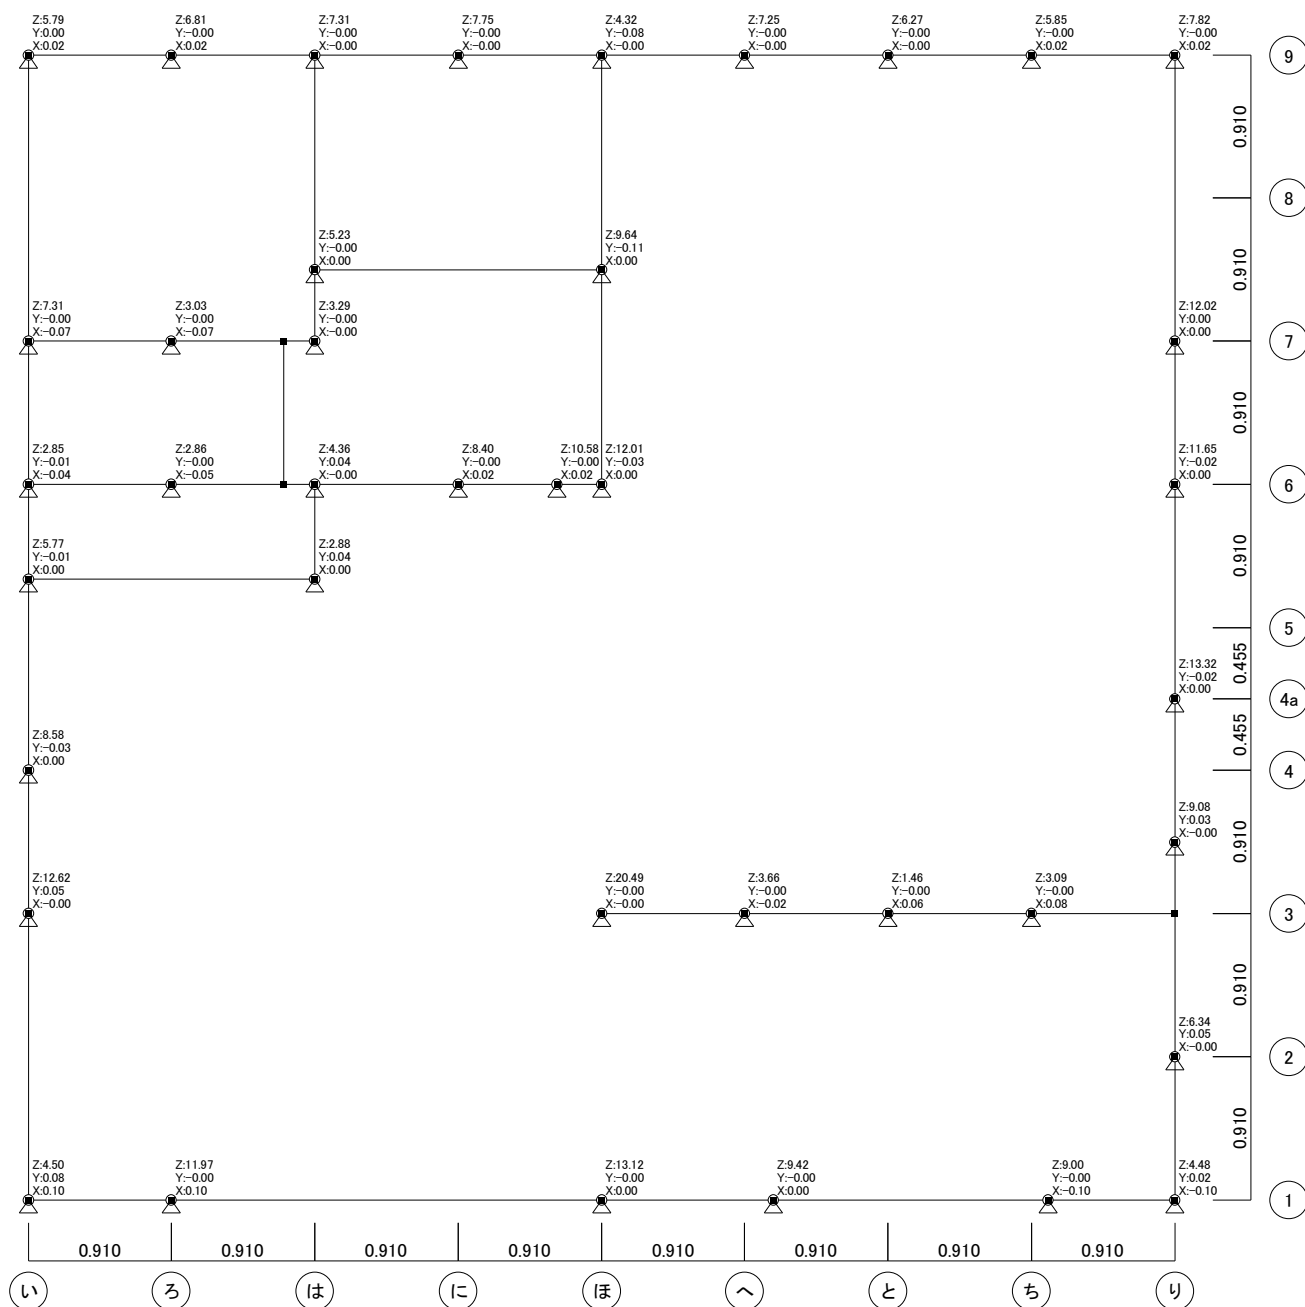 Z:5.79
Y:0.00
X:0.02
Z:6.81
Y:-0.00
X:0.02
Z:7.31
Y:-0.00
X:-0.00
Z:7.75
Y:-0.00
X:-0.00
Z:4.32
Y:-0.08
X:-0.00
Z:7.25
Y:-0.00
X:-0.00
Z:6.27
Y:-0.00
X:-0.00
Z:5.85
Y:-0.00
X:0.02
Z:7.82
Y:-0.00
X:0.02
9
0.910
8
Z:5.23
Y:-0.00
X:0.00
Z:9.64
Y:-0.11
X:0.00
0.910
Z:7.31
Y:-0.00
X:-0.07
Z:3.03
Y:-0.00
X:-0.07
Z:3.29
Y:-0.00
X:-0.00
Z:12.02
Y:0.00
X:0.00
7
0.910
Z:2.85
Y:-0.01
X:-0.04
Z:2.86
Y:-0.00
X:-0.05
Z:4.36
Y:0.04
X:-0.00
Z:8.40
Y:-0.00
X:0.02
Z:10.58
Y:-0.00
X:0.02
Z:12.01
Y:-0.03
X:0.00
Z:11.65
Y:-0.02
X:0.00
6
0.910
Z:5.77
Y:-0.01
X:0.00
Z:2.88
Y:0.04
X:0.00
5
0.455
Z:13.32
Y:-0.02
X:0.00
4a
0.455
Z:8.58
Y:-0.03
X:0.00
4
Z:9.08
Y:0.03
X:-0.00
0.910
Z:12.62
Y:0.05
X:-0.00
Z:20.49
Y:-0.00
X:-0.00
Z:3.66
Y:-0.00
X:-0.02
Z:1.46
Y:-0.00
X:0.06
Z:3.09
Y:-0.00
X:0.08
3
0.910
Z:6.34
Y:0.05
X:-0.00
2
0.910
Z:4.50
Y:0.08
X:0.10
Z:11.97
Y:-0.00
X:0.10
Z:13.12
Y:-0.00
X:0.00
Z:9.42
Y:-0.00
X:0.00
Z:9.00
Y:-0.00
X:-0.10
Z:4.48
Y:0.02
X:-0.10
1
0.910 0.910 0.910 0.910 0.910 0.910 0.910 0.910
い ろ は に ほ へ と ち り